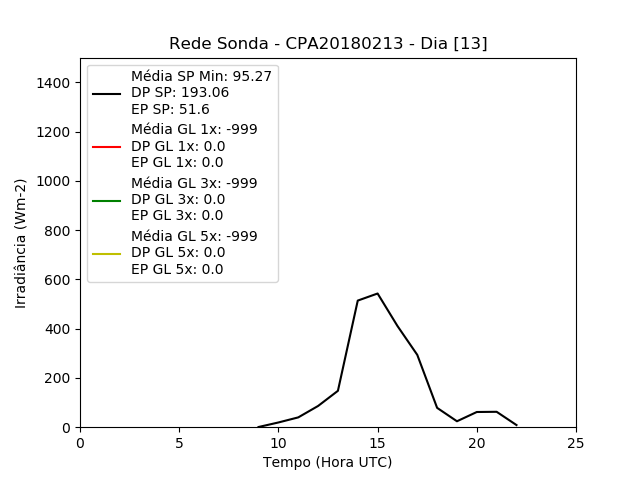 Rede Sonda - CPA20180213 - Dia [13]
Média SP Min: 95.27
DP SP: 193.06
EP SP: 51.6
Média GL 1x: -999
DP GL 1x: 0.0
EP GL 1x: 0.0
Média GL 3x: -999
DP GL 3x: 0.0
EP GL 3x: 0.0
Média GL 5x: -999
DP GL 5x: 0.0
EP GL 5x: 0.0
Irradiância (Wm-2)
1400
1200
1000
800
600
400
200
0
0 5 10 15 20 25
Tempo (Hora UTC)